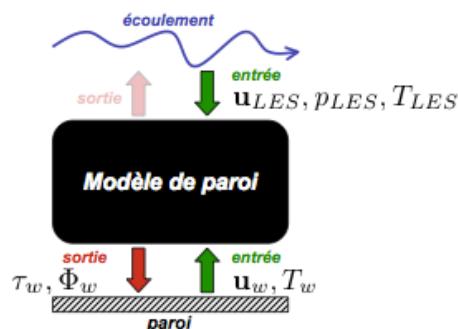 écoulement
sortie
entrée
u_LES, p_LES, T_LES
Modèle de paroi
sortie
entrée
τ_w, Φ_w
u_w, T_w
paroi